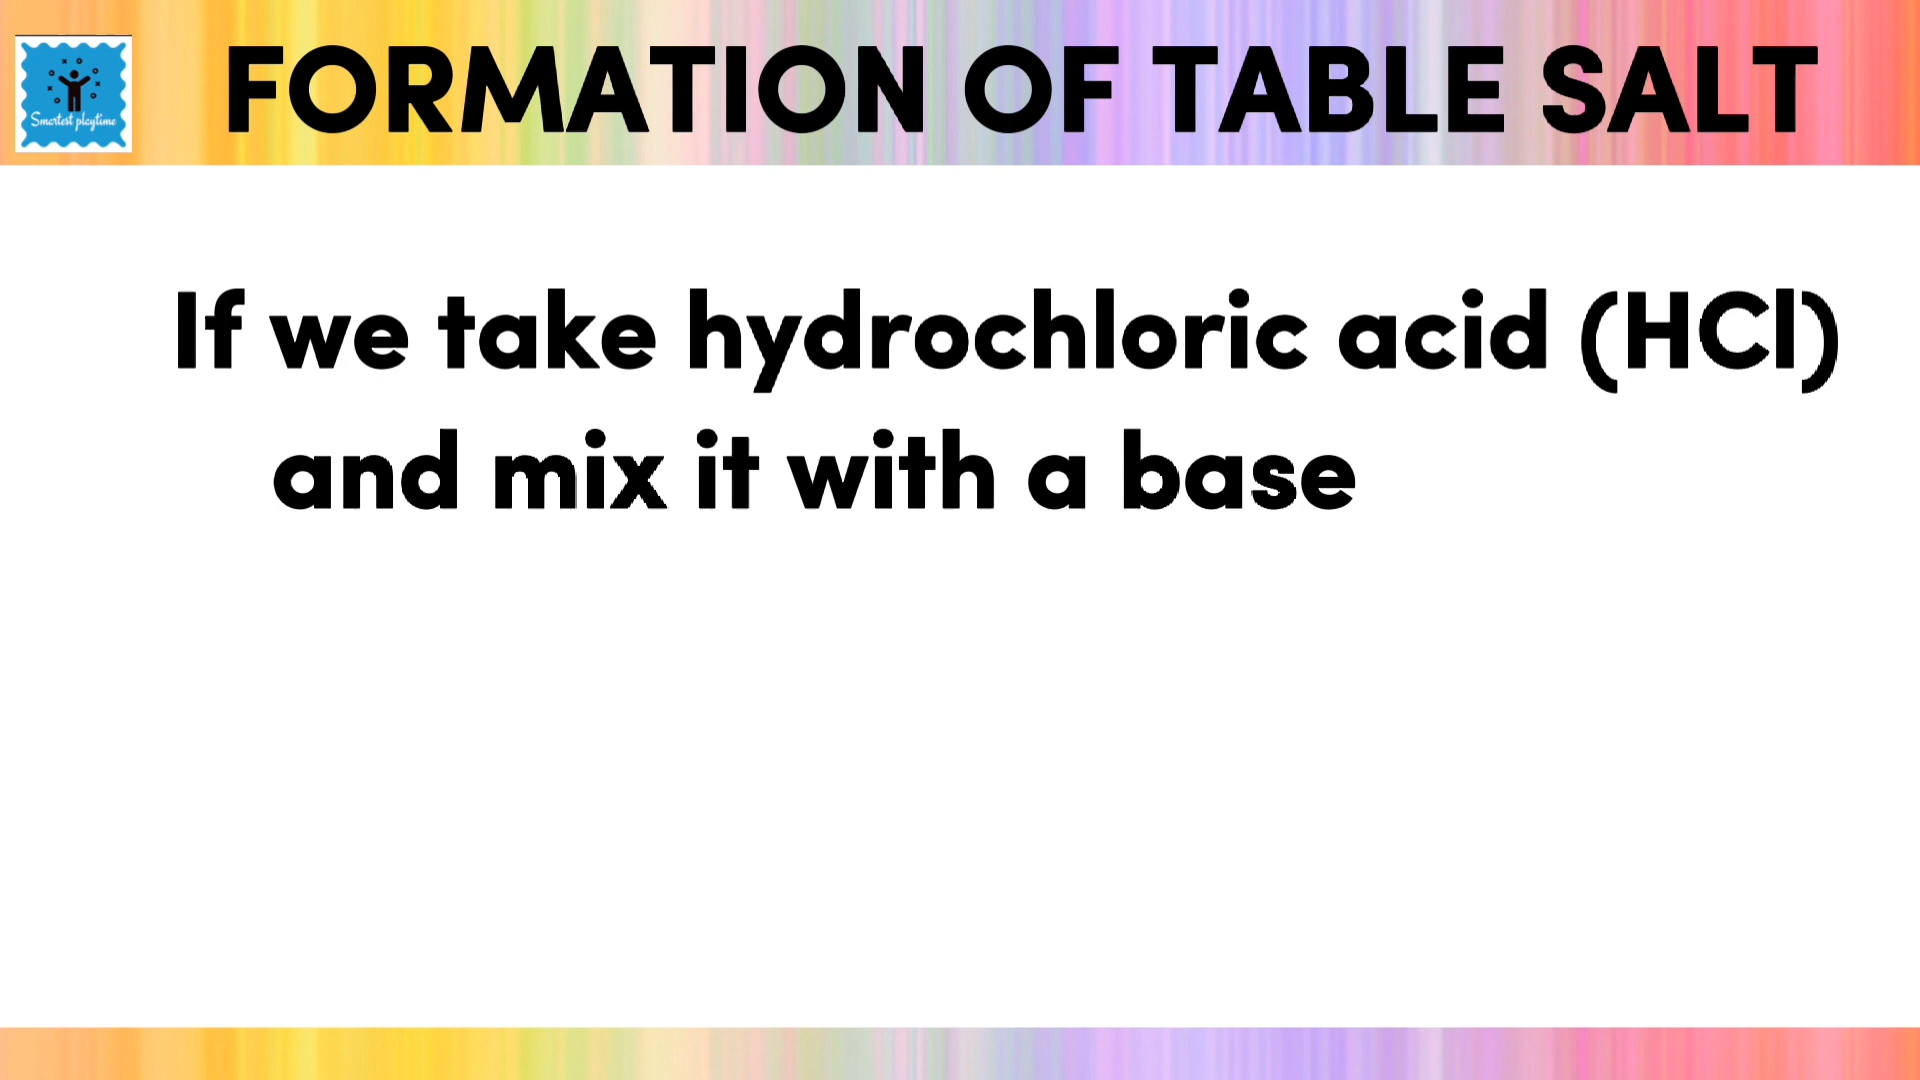 FORMATION OF TABLE SALT
Smartest playtime
If we take hydrochloric acid (HCl)
and mix it with a base